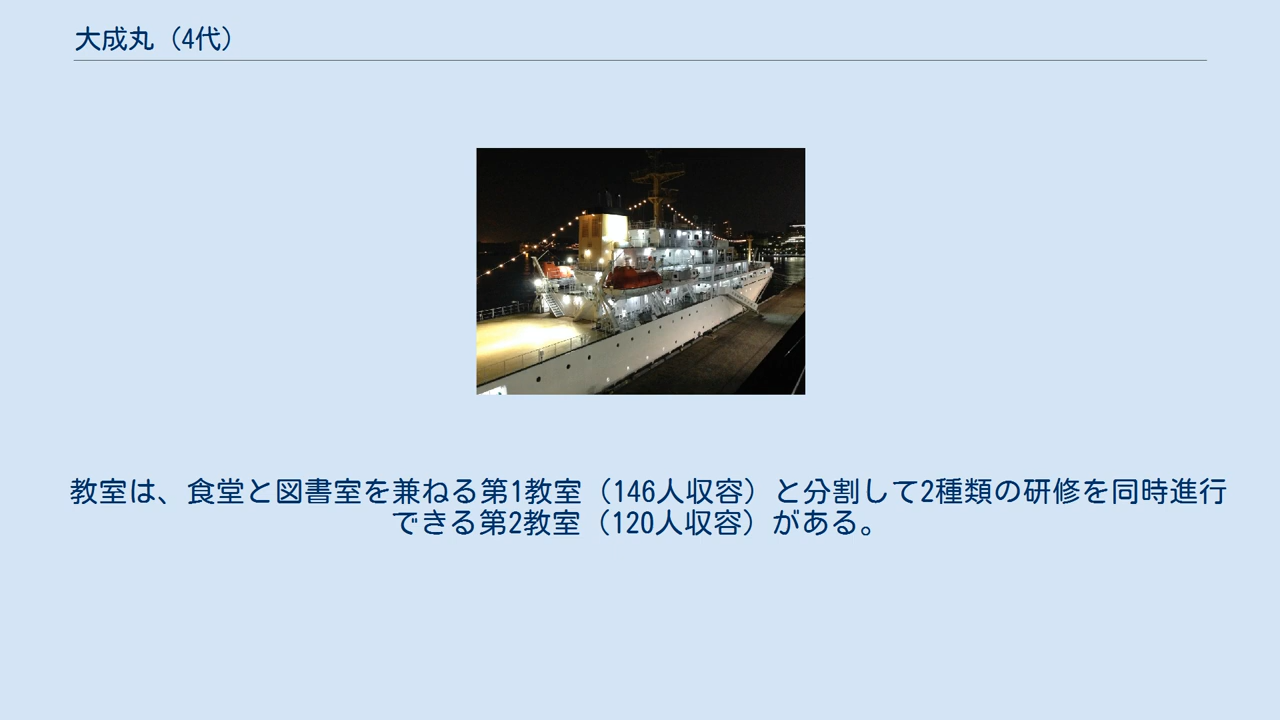 大成丸（4代）
教室は、食堂と図書室を兼ねる第1教室（146人収容）と分割して2種類の研修を同時進行
できる第2教室（120人収容）がある。